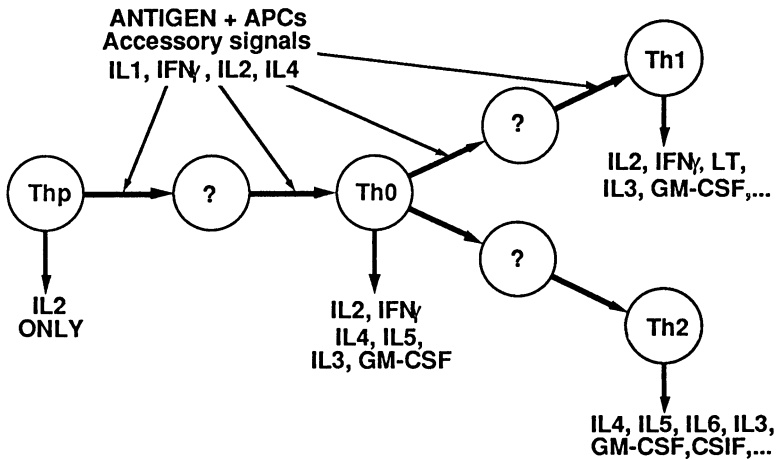 ANTIGEN + APCs
Accessory signals
IL1, IFNγ, IL2, IL4
Th1
?
IL2, IFNγ, LT,
IL3, GM-CSF,...
Thp
?
Th0
?
IL2
ONLY
IL2, IFNγ
IL4, IL5,
IL3, GM-CSF
Th2
IL4, IL5, IL6, IL3,
GM-CSF,CSIF,...